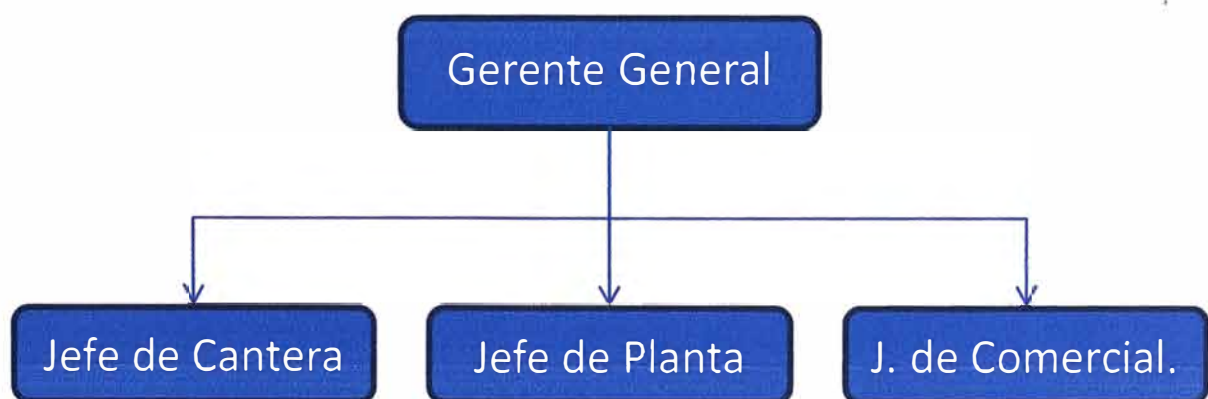 Gerente General
Jefe de Cantera
Jefe de Planta
J. de Comercial.